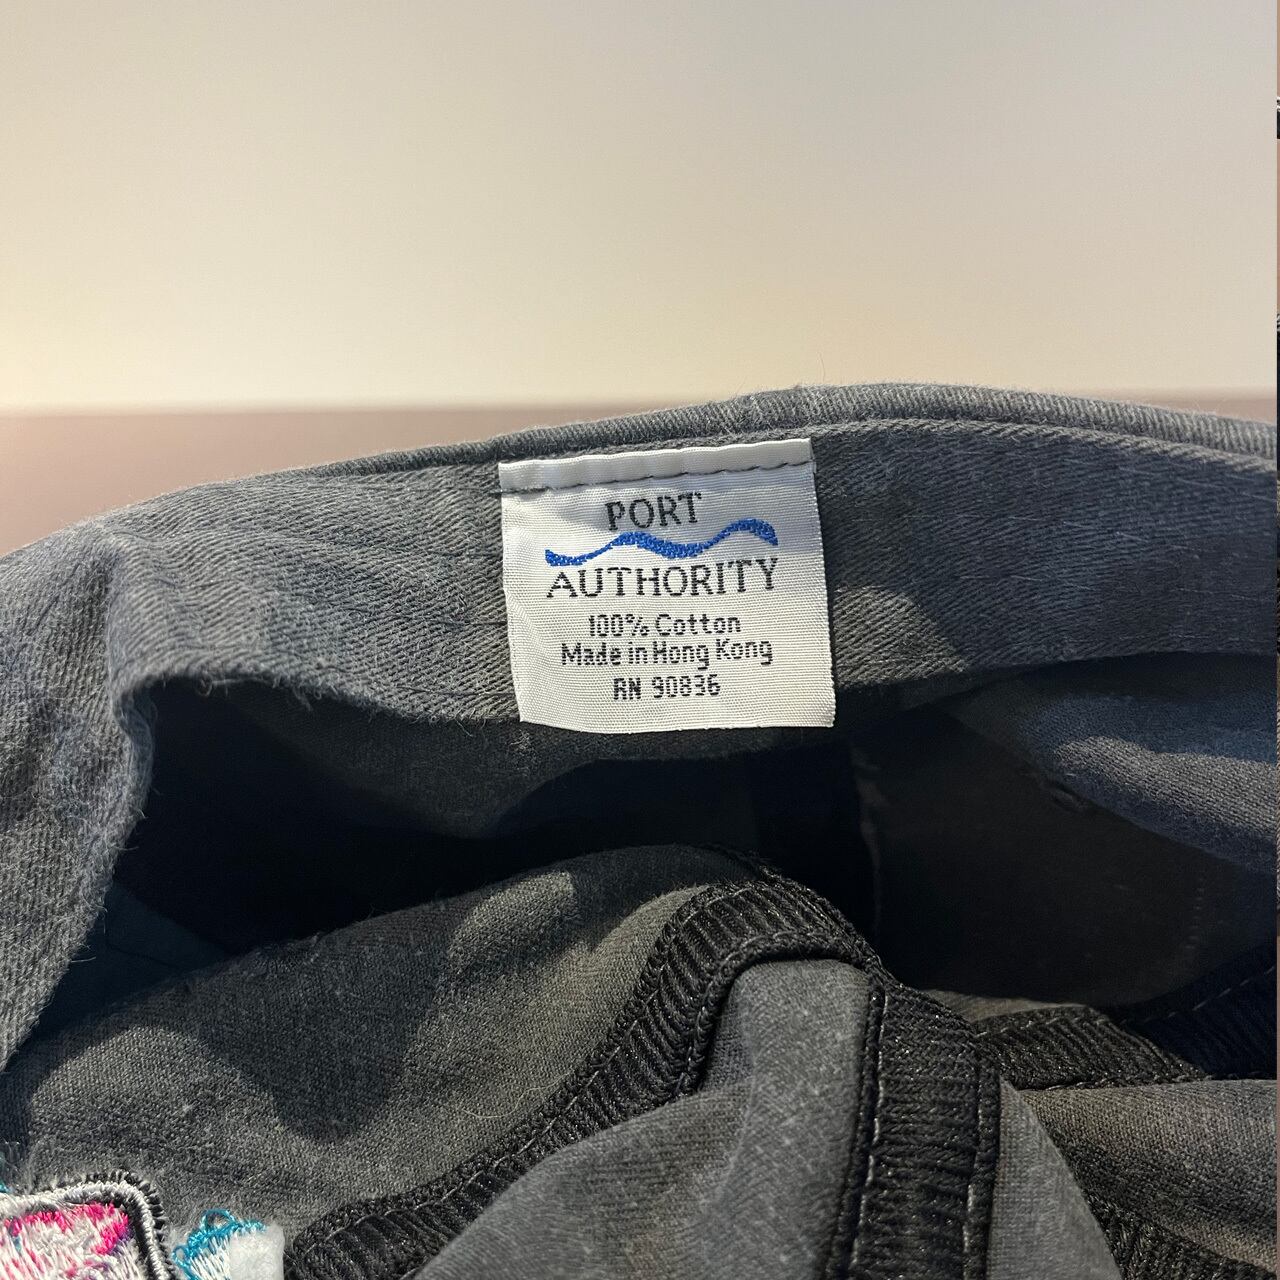 PORT
AUTHORITY
100% Cotton
Made in Hong Kong
RN 90836